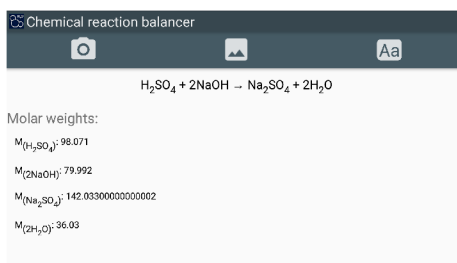 Chemical reaction balancer
Aa
H₂SO₄ + 2NaOH → Na₂SO₄ + 2H₂O
Molar weights:
M(H₂SO₄): 98.071
M(2NaOH): 79.992
M(Na₂SO₄): 142.03300000000002
M(2H₂O): 36.03